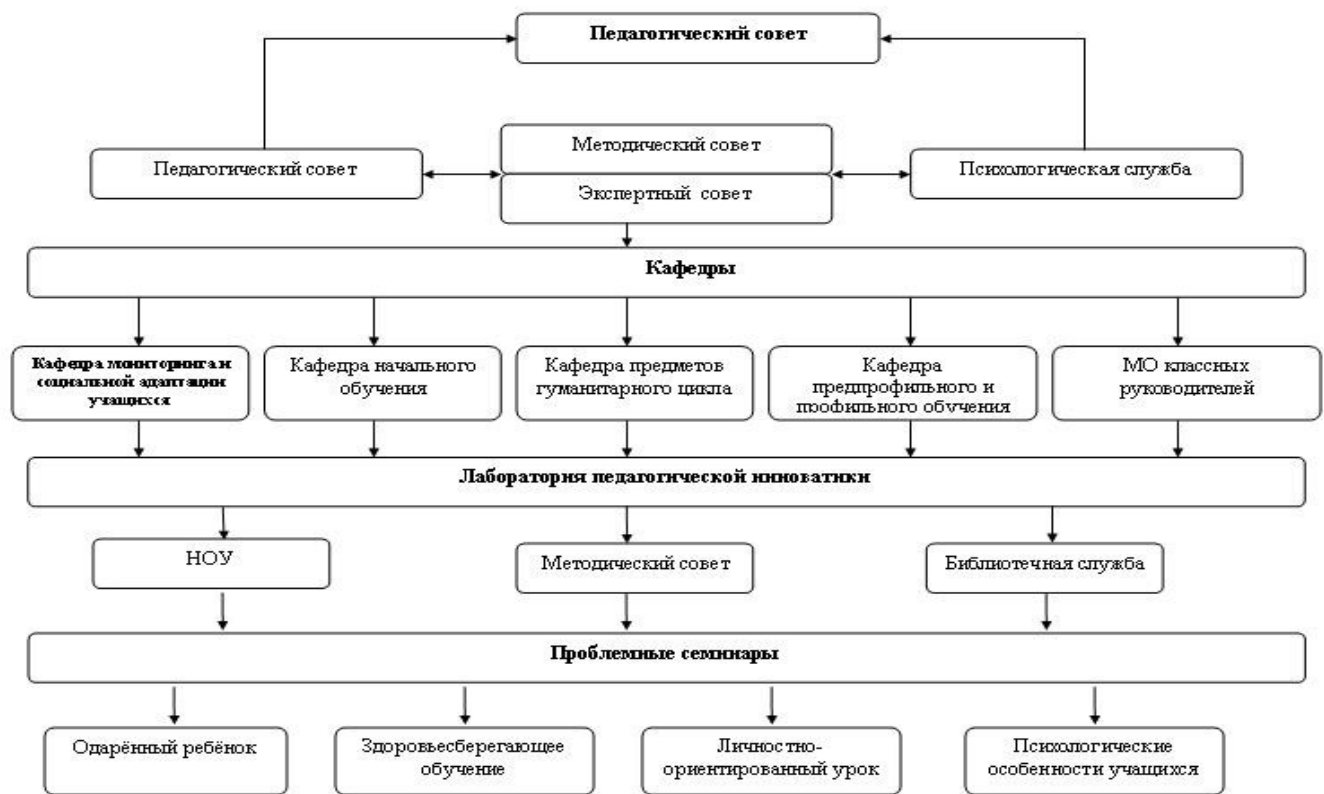 Педагогический совет
Методический совет
Педагогический совет
Психологическая служба
Экспертный совет
Кафедры
Кафедра мониторинга и
социальной адаптации
учащихся
Кафедра начального
обучения
Кафедра предметов
гуманитарного цикла
Кафедра
предпрофильного и
профильного обучения
МО классных
руководителей
Лаборатория педагогической инноватики
НОУ
Методический совет
Библиотечная служба
Проблемные семинары
Одарённый ребёнок
Здоровьесберегающее
обучение
Личностно-
ориентированный урок
Психологические
особенности учащихся